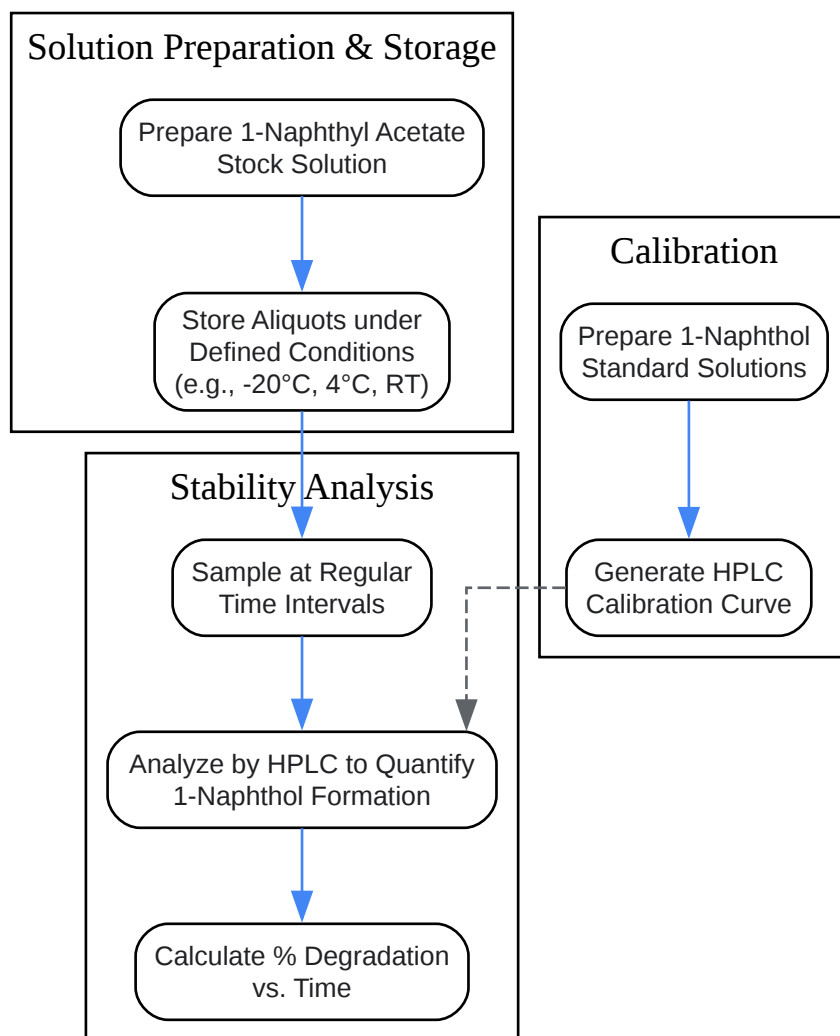 Solution Preparation & Storage
Prepare 1-Naphthyl Acetate
Stock Solution
Store Aliquots under
Defined Conditions
(e.g., -20°C, 4°C, RT)
Calibration
Prepare 1-Naphthol
Standard Solutions
Generate HPLC
Calibration Curve
Stability Analysis
Sample at Regular
Time Intervals
Analyze by HPLC to Quantify
1-Naphthol Formation
Calculate % Degradation
vs. Time